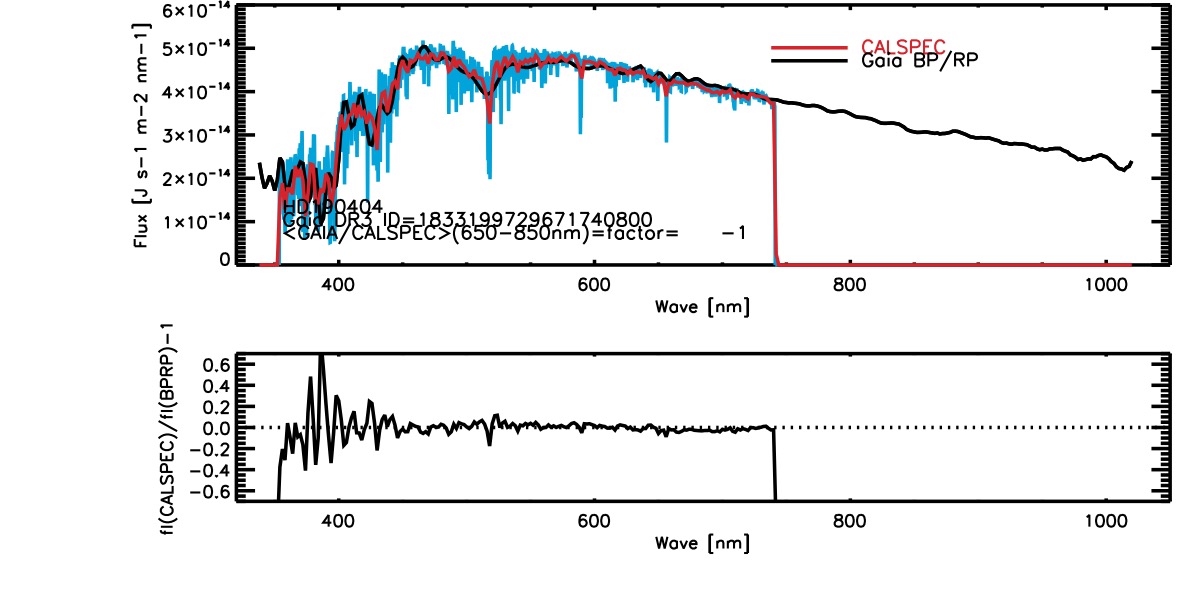 6×10−14
5×10−14
4×10−14
3×10−14
2×10−14
1×10−14
0
Flux [J s−1 m−2 nm−1]
CALSPEC
Gaia BP/RP
HD190404
Gaia DR3 ID=1833199729671740800
<GAIA/CALSPEC>(650−850nm)=factor= −1
400 600 800 1000
Wave [nm]
fl(CALSPEC)/fl(BPRP)−1
0.6
0.4
0.2
0.0
−0.2
−0.4
−0.6
400 600 800 1000
Wave [nm]